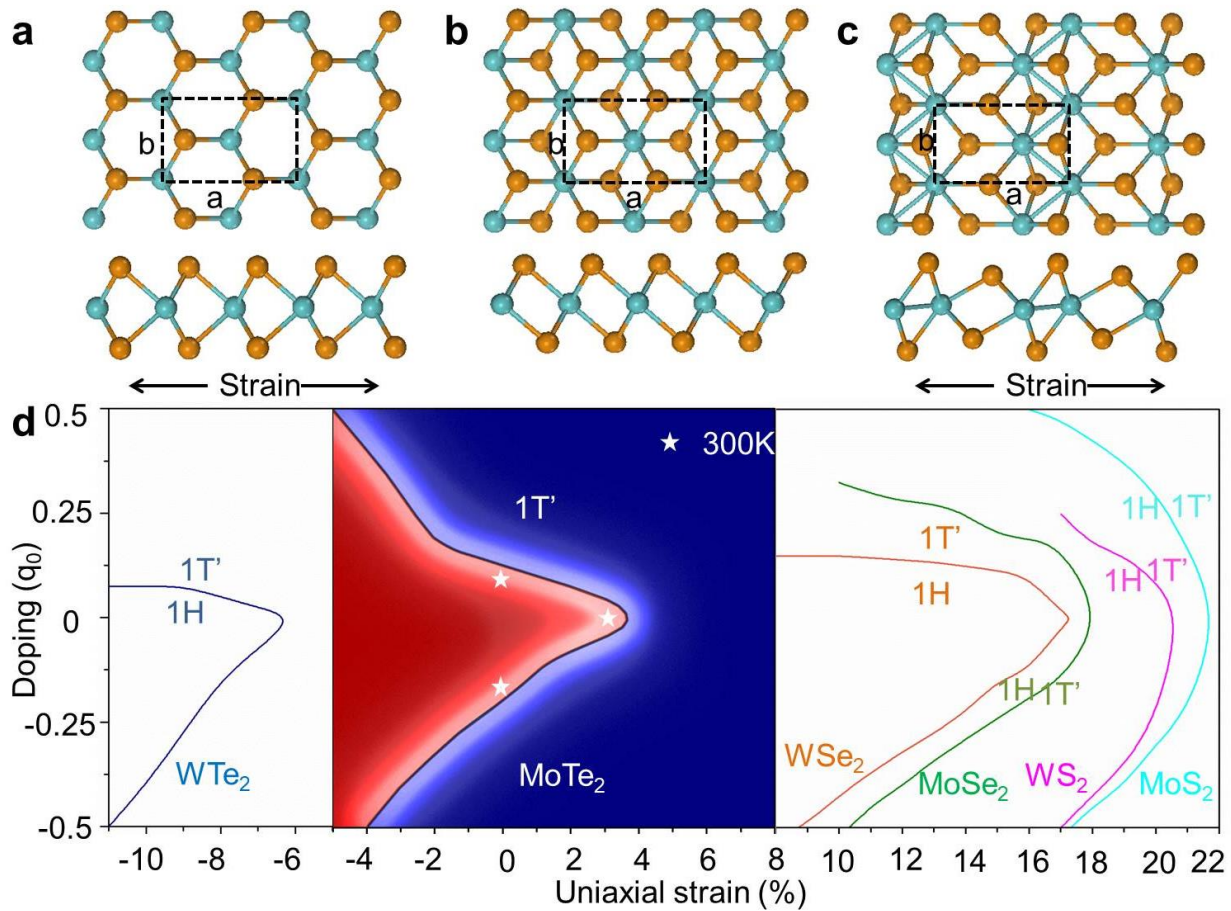 a
b
c
b
a
b
a
b
a
Strain
Strain
d
0.5
0.25
0
-0.25
-0.5
Doping (q0)
1T’
1H
WTe2
300K
1T’
MoTe2
1T’
1H
1H 1T’
1H 1T’
1H 1T’
WSe2
MoSe2
WS2
MoS2
-10 -8 -6 -4 -2 0 2 4 6 8 10 12 14 16 18 20 22
Uniaxial strain (%)